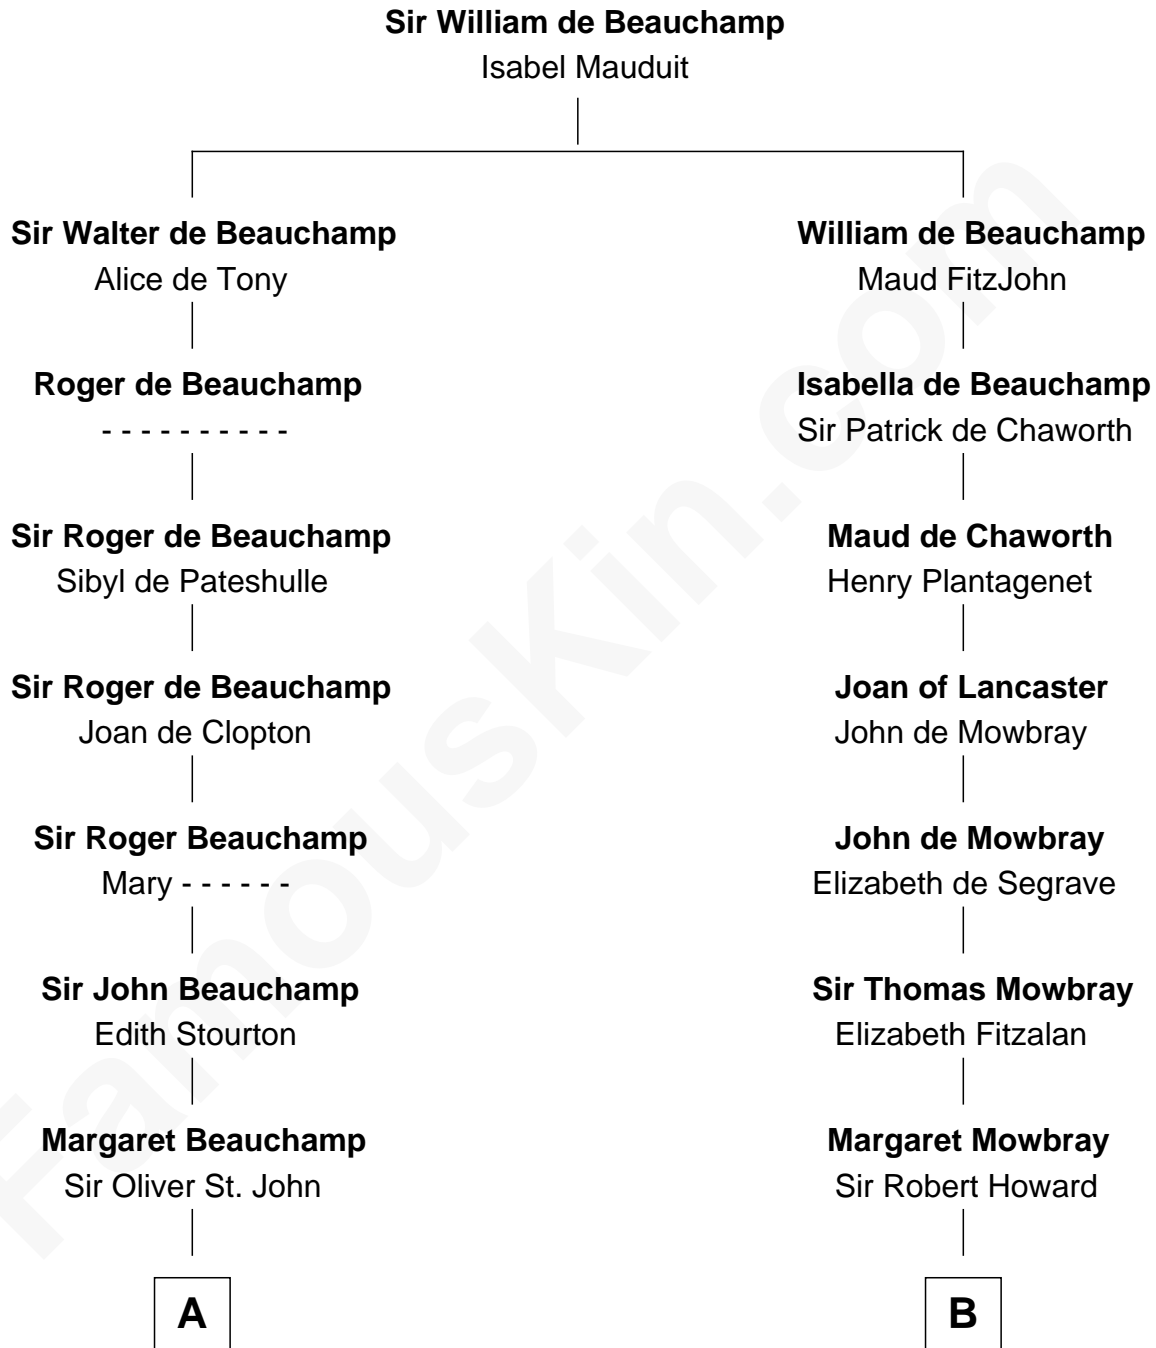 Sir William de Beauchamp
Isabel Mauduit
Sir Walter de Beauchamp
Alice de Tony
William de Beauchamp
Maud FitzJohn
Roger de Beauchamp
- - - - - - - - - -
Isabella de Beauchamp
Sir Patrick de Chaworth
Sir Roger de Beauchamp
Sibyl de Pateshulle
Maud de Chaworth
Henry Plantagenet
Sir Roger de Beauchamp
Joan de Clopton
Joan of Lancaster
John de Mowbray
Sir Roger Beauchamp
Mary - - - - - -
John de Mowbray
Elizabeth de Segrave
Sir John Beauchamp
Edith Stourton
Sir Thomas Mowbray
Elizabeth Fitzalan
Margaret Beauchamp
Sir Oliver St. John
Margaret Mowbray
Sir Robert Howard
A
B
FamousKin.com